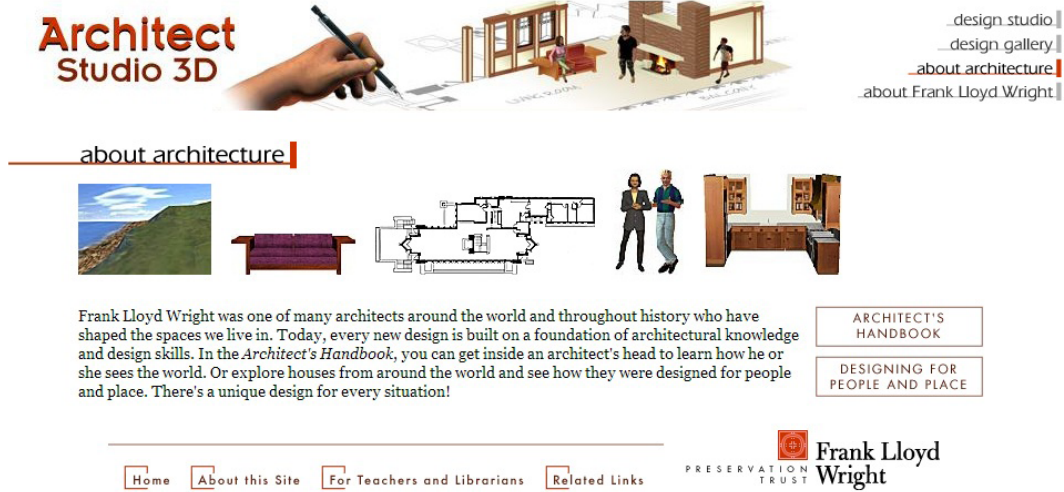 Architect
Studio 3D
LIVING ROOM
BALCONY
design studio
design gallery
about architecture
about Frank Lloyd Wright
about architecture
Frank Lloyd Wright was one of many architects around the world and throughout history who have
shaped the spaces we live in. Today, every new design is built on a foundation of architectural knowledge
and design skills. In the Architect's Handbook, you can get inside an architect's head to learn how he or
she sees the world. Or explore houses from around the world and see how they were designed for people
and place. There's a unique design for every situation!
ARCHITECT'S
HANDBOOK
DESIGNING FOR
PEOPLE AND PLACE
Home
About this Site
For Teachers and Librarians
Related Links
PRESERVATION
TRUST
Frank Lloyd
Wright